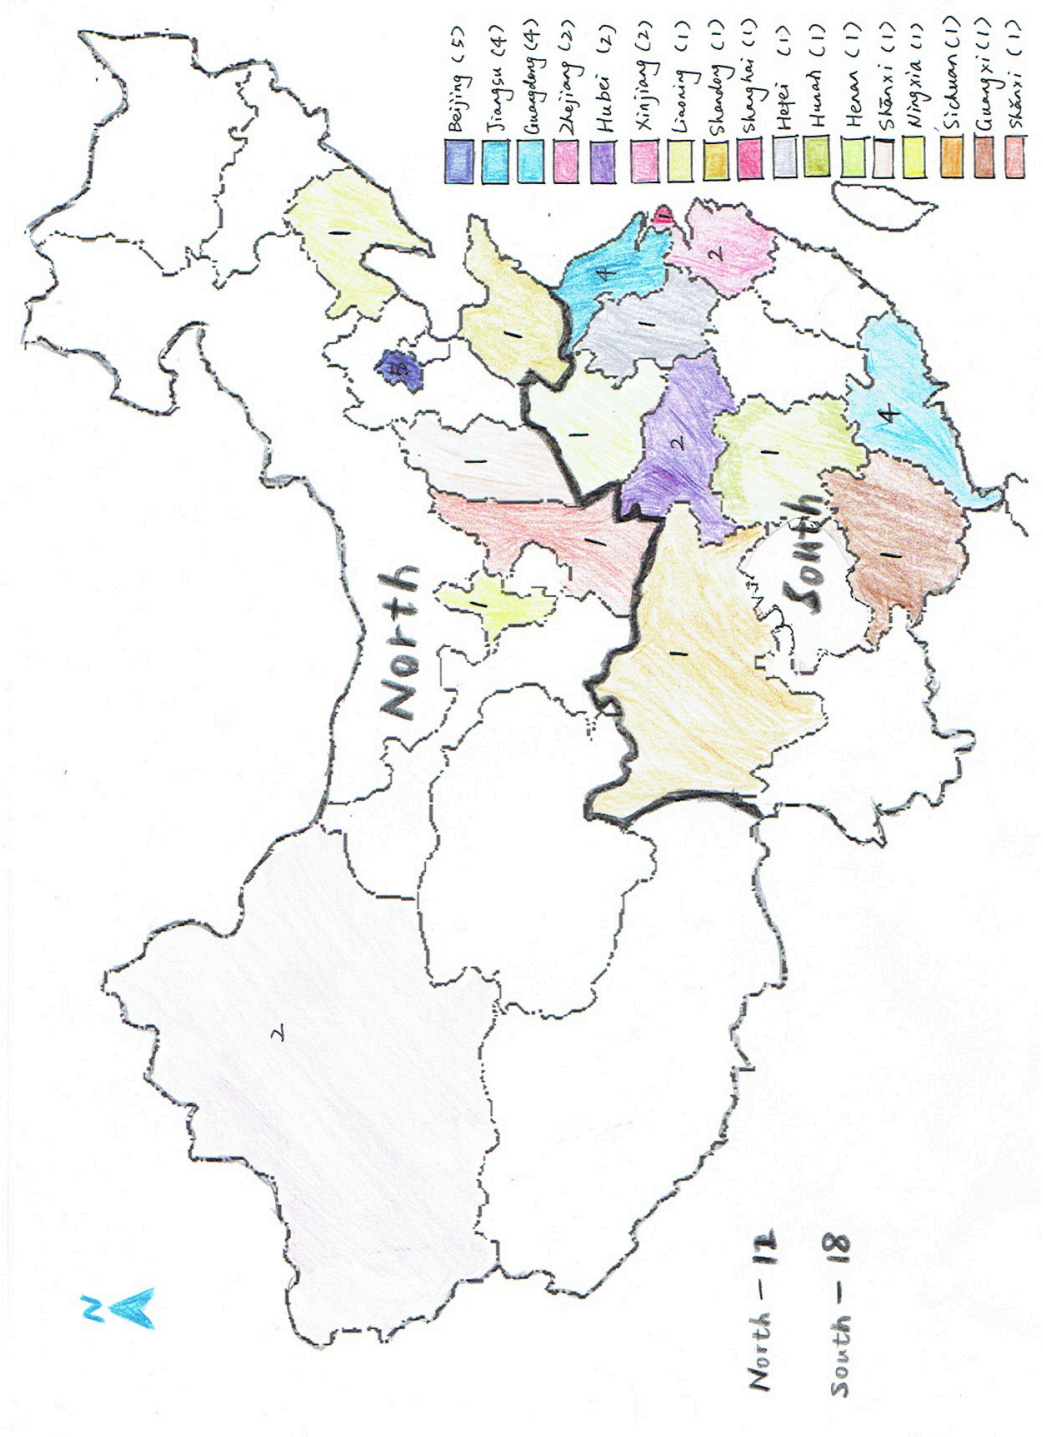 N
Beijing (5)
Jiangsu (4)
Guangdong (4)
Zhejiang (2)
Hubei (2)
Xinjiang (2)
Liaoning (1)
Shandong (1)
Shanghai (1)
Hefei (1)
Hunan (1)
Henan (1)
Shānxi (1)
Ningxia (1)
Sichuan (1)
Guangxi (1)
Shǎnxi (1)
North
South
2
1
5
1
1
1
1
1
4
1
1
2
2
1
1
1
4
1
North - 12
South - 18